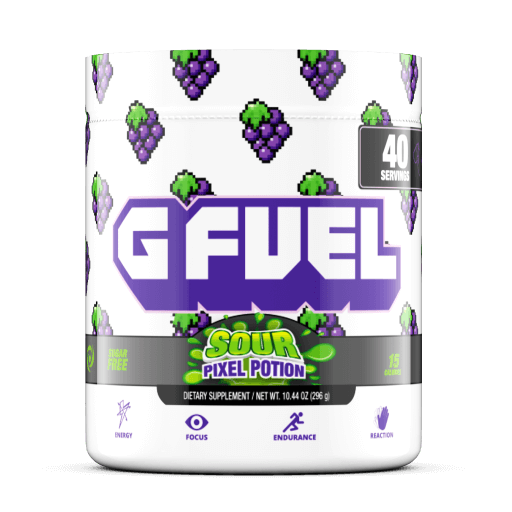 40
SERVINGS
G FUEL
SUGAR
FREE
SOUR
PIXEL POTION
15
CALORIES
DIETARY SUPPLEMENT / NET WT. 10.44 OZ (296 g)
ENERGY
FOCUS
ENDURANCE
REACTION